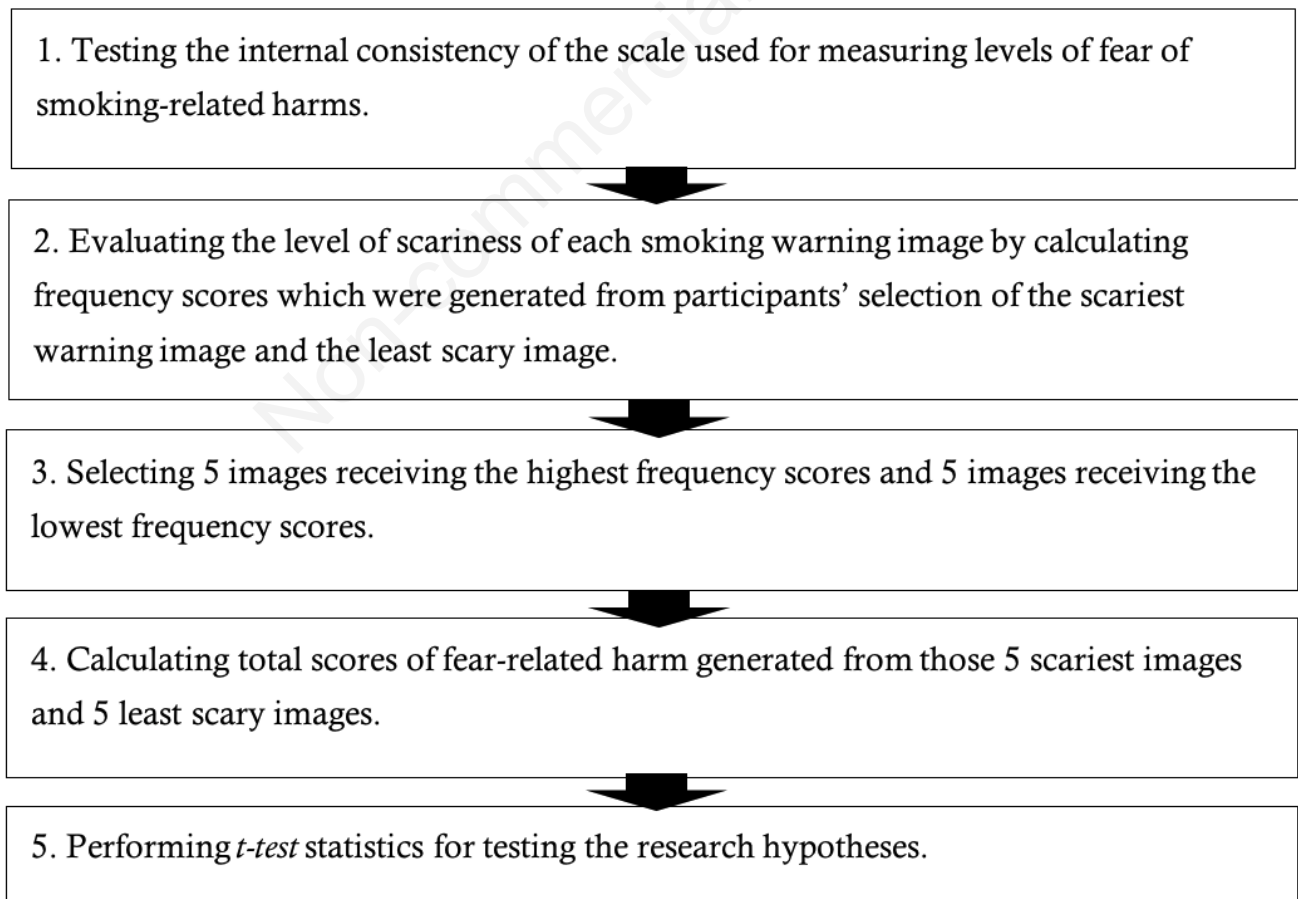 1. Testing the internal consistency of the scale used for measuring levels of fear of
smoking-related harms.
2. Evaluating the level of scariness of each smoking warning image by calculating
frequency scores which were generated from participants’ selection of the scariest
warning image and the least scary image.
3. Selecting 5 images receiving the highest frequency scores and 5 images receiving the
lowest frequency scores.
4. Calculating total scores of fear-related harm generated from those 5 scariest images
and 5 least scary images.
5. Performing t-test statistics for testing the research hypotheses.
Non-commercial